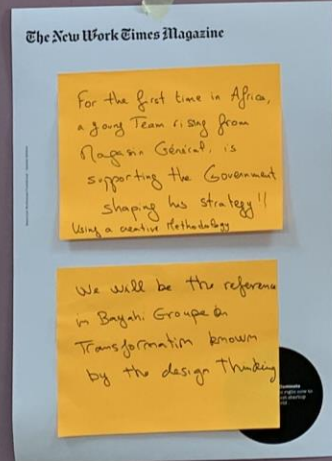 The New Work Times Magazine
For the first time in Africa,
a young Team rising from
Magasin Général, is
supporting the Government
shaping his strategy!!
Using a creative Methodology
We will be the reference
in Bayahi Groupe on
Transformation known
by the design Thinking